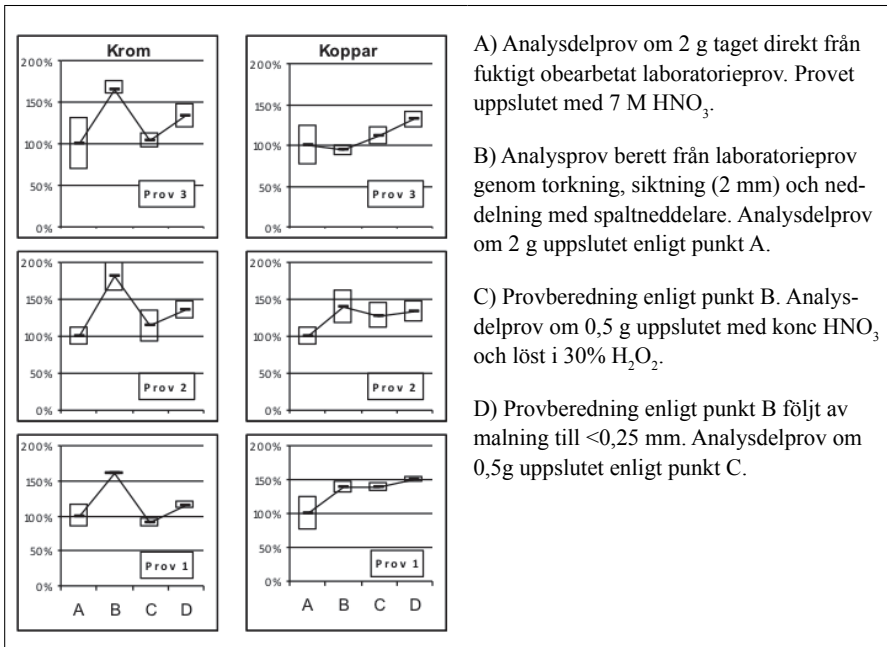 Krom
200%
150%
100%
50%
0%
Prov 3
200%
150%
100%
50%
0%
Prov 2
200%
150%
100%
50%
0%
Prov 1
A B C D
Koppar
200%
150%
100%
50%
0%
Prov 3
200%
150%
100%
50%
0%
Prov 2
200%
150%
100%
50%
0%
Prov 1
A B C D
A) Analysdelprov om 2 g taget direkt från
fuktigt obearbetat laboratorieprov. Provet
uppslutet med 7 M HNO₃.
B) Analysprov berett från laboratorieprov
genom torkning, siktning (2 mm) och ned-
delning med spaltneddelare. Analysdelprov
om 2 g uppslutet enligt punkt A.
C) Provberedning enligt punkt B. Analys-
delprov om 0,5 g uppslutet med konc HNO₃
och löst i 30% H₂O₂.
D) Provberedning enligt punkt B följt av
malning till <0,25 mm. Analysdelprov om
0,5g uppslutet enligt punkt C.